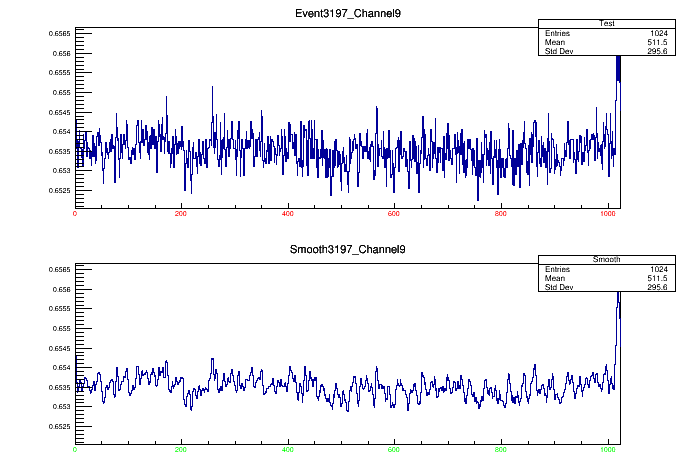 Event3197_Channel9
Test
Entries 1024
Mean 511.5
Std Dev 295.6
0.6565
0.656
0.6555
0.655
0.6545
0.654
0.6535
0.653
0.6525
0 200 400 600 800 1000
Smooth3197_Channel9
Smooth
Entries 1024
Mean 511.5
Std Dev 295.6
0.6565
0.656
0.6555
0.655
0.6545
0.654
0.6535
0.653
0.6525
0 200 400 600 800 1000